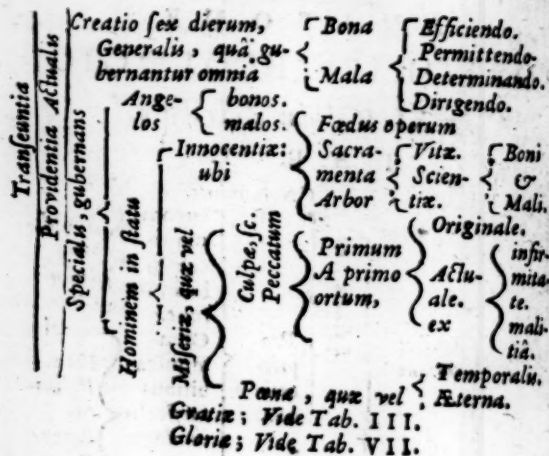 Transeuntia
Providentia Actualis
Creatio sex dierum,
Generalis, quâ gu-
bernantur omnia
Bona
Mala
Efficiendo.
Permittendo.
Determinando.
Dirigendo.
Specialis, gubernans
Ange-
los
bonos.
malos.
Hominem in statu
Innocentiæ:
ubi
Fœdus operum
Sacra-
menta
Arbor
Vitæ.
Scien-
tiæ.
Boni
&
Mali.
Miseriæ, quæ vel
Culpæ, sc.
Peccatum
Primum
A primo
ortum,
Originale.
Actu-
ale.
ex
infir-
mita-
te.
mali-
tiâ.
Pœnæ, quæ vel
Temporalis.
Æterna.
Gratiæ; Vide Tab. III.
Gloriæ; Vide Tab. VII.